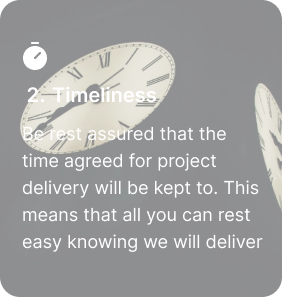 2. Timeliness
Be rest assured that the
time agreed for project
delivery will be kept to. This
means that all you can rest
easy knowing we will deliver